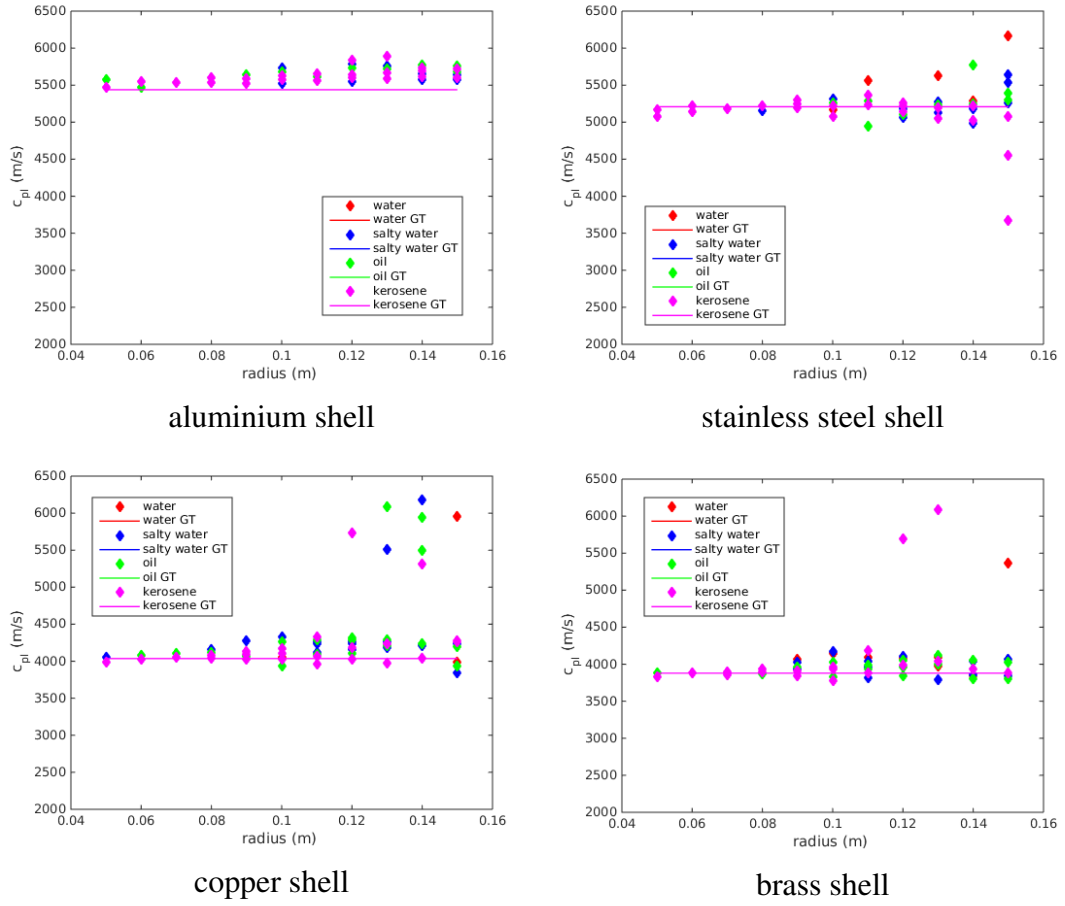 6500
6000
5500
5000
4500
4000
3500
3000
2500
2000
c_pl (m/s)
water
water GT
salty water
salty water GT
oil
oil GT
kerosene
kerosene GT
0.04 0.06 0.08 0.1 0.12 0.14 0.16
radius (m)
aluminium shell
6500
6000
5500
5000
4500
4000
3500
3000
2500
2000
c_pl (m/s)
water
water GT
salty water
salty water GT
oil
oil GT
kerosene
kerosene GT
0.04 0.06 0.08 0.1 0.12 0.14 0.16
radius (m)
stainless steel shell
6500
6000
5500
5000
4500
4000
3500
3000
2500
2000
c_pl (m/s)
water
water GT
salty water
salty water GT
oil
oil GT
kerosene
kerosene GT
0.04 0.06 0.08 0.1 0.12 0.14 0.16
radius (m)
copper shell
6500
6000
5500
5000
4500
4000
3500
3000
2500
2000
c_pl (m/s)
water
water GT
salty water
salty water GT
oil
oil GT
kerosene
kerosene GT
0.04 0.06 0.08 0.1 0.12 0.14 0.16
radius (m)
brass shell